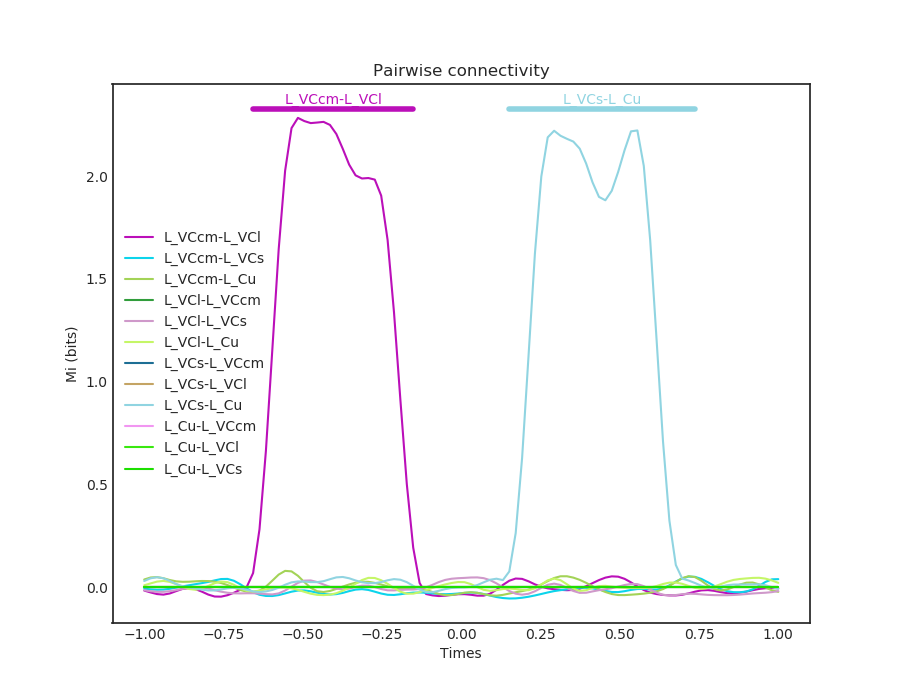 Pairwise connectivity
L_VCcm-L_VCl
L_VCs-L_Cu
2.0
1.5
1.0
0.5
0.0
Mi (bits)
L_VCcm-L_VCl
L_VCcm-L_VCs
L_VCcm-L_Cu
L_VCl-L_VCcm
L_VCl-L_VCs
L_VCl-L_Cu
L_VCs-L_VCcm
L_VCs-L_VCl
L_VCs-L_Cu
L_Cu-L_VCcm
L_Cu-L_VCl
L_Cu-L_VCs
−1.00 −0.75 −0.50 −0.25 0.00 0.25 0.50 0.75 1.00
Times